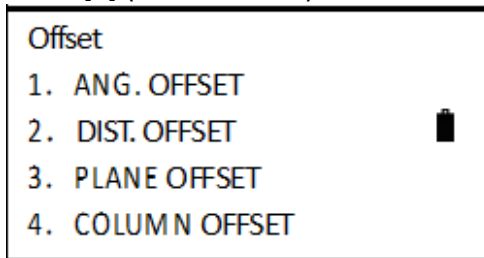 Offset
1. ANG. OFFSET
2. DIST. OFFSET
3. PLANE OFFSET
4. COLUMN OFFSET